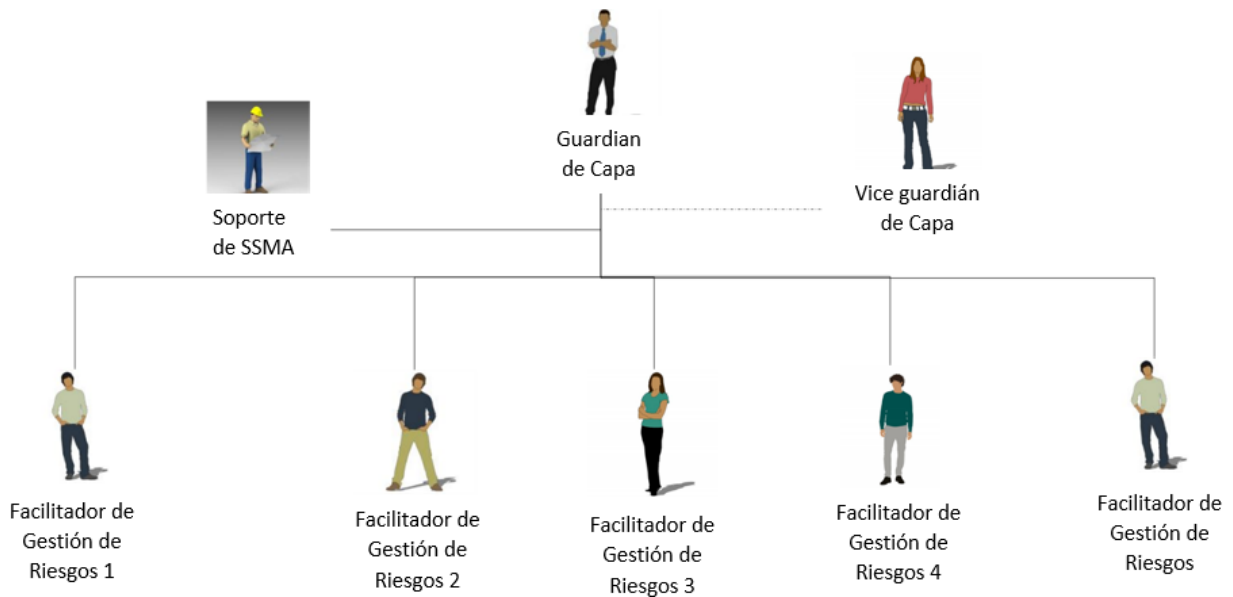 Guardian
de Capa
Vice guardián
de Capa
Soporte
de SSMA
Facilitador de
Gestión de
Riesgos 1
Facilitador de
Gestión de
Riesgos 2
Facilitador de
Gestión de
Riesgos 3
Facilitador de
Gestión de
Riesgos 4
Facilitador de
Gestión de
Riesgos